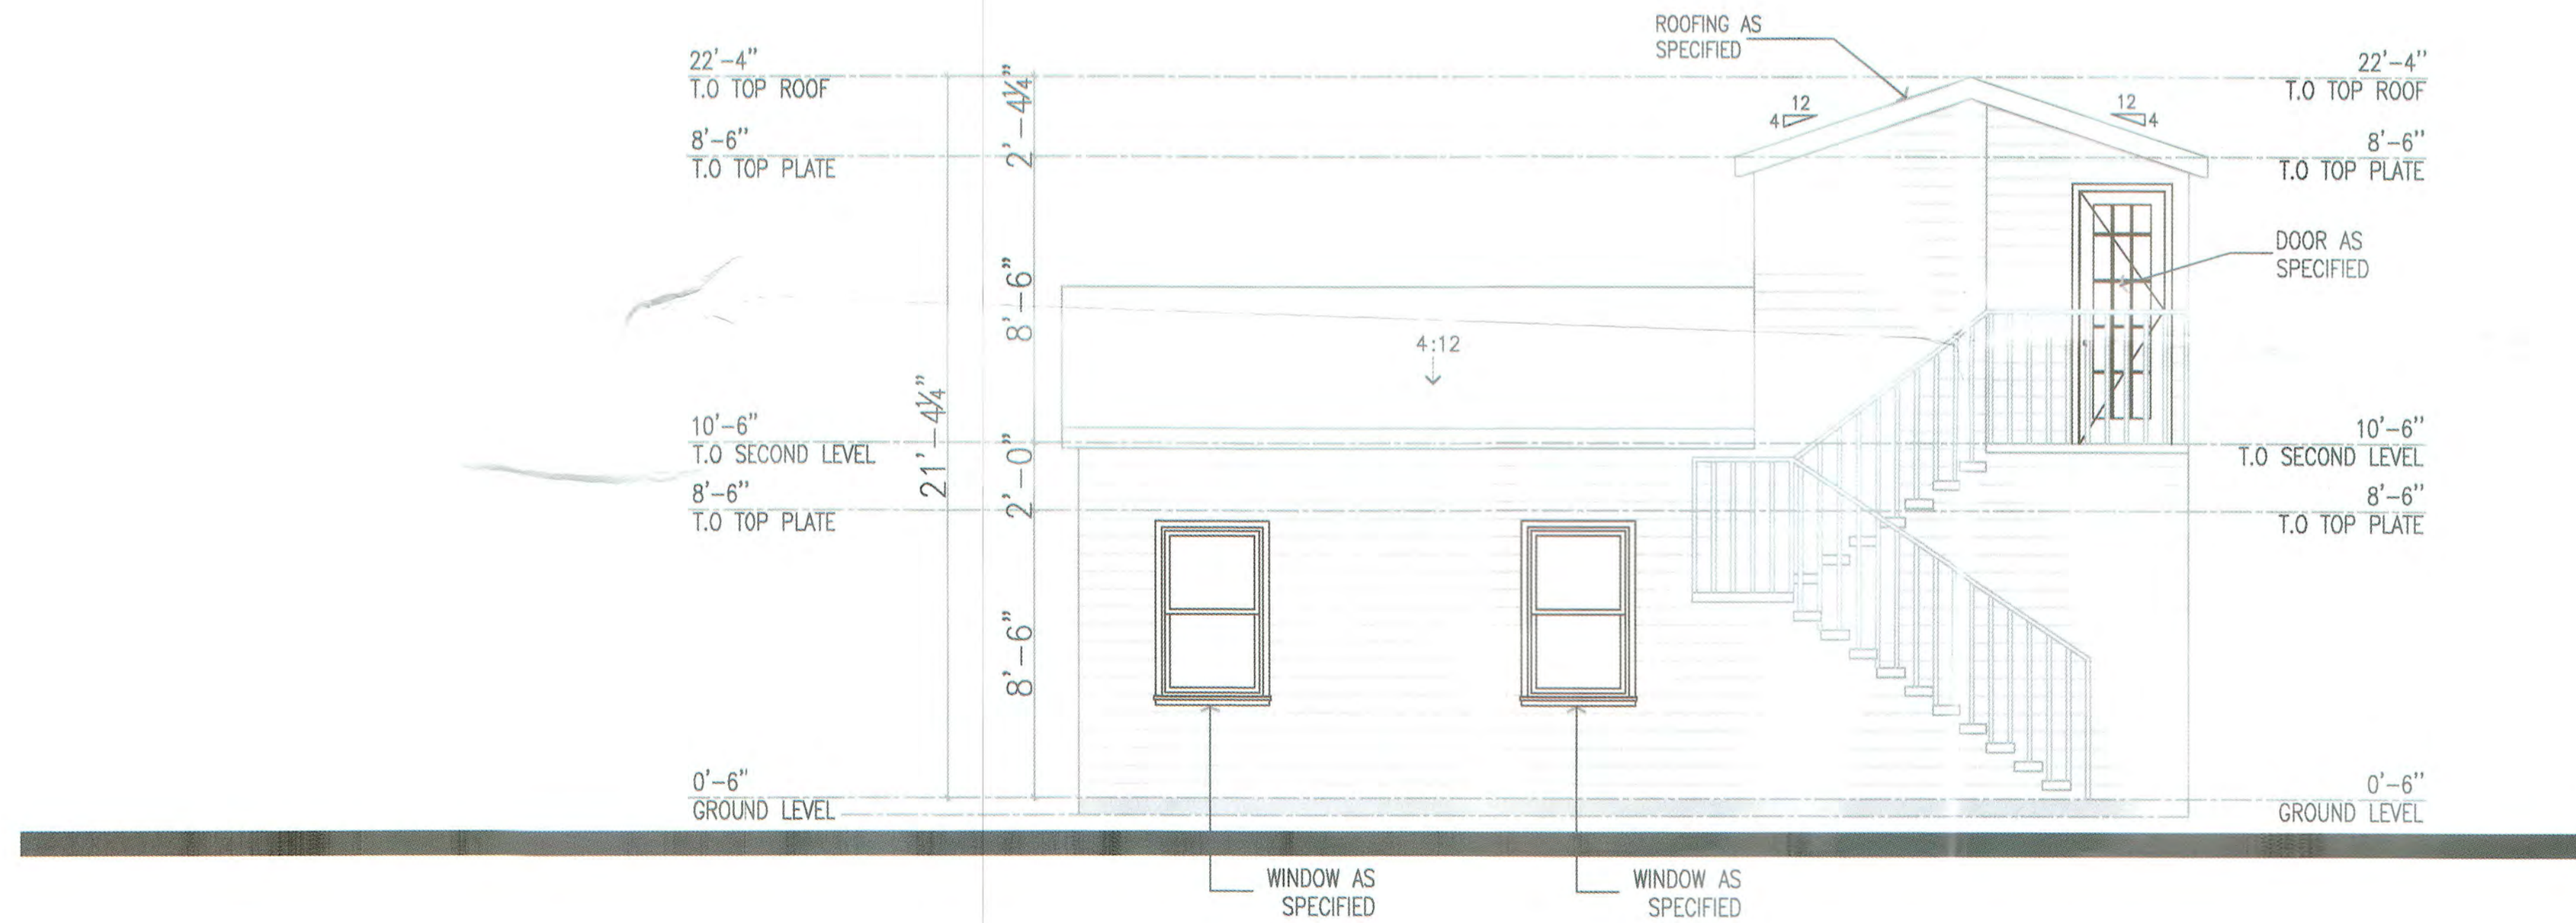 ROOFING AS
SPECIFIED
22'-4"
T.O TOP ROOF
22'-4"
T.O TOP ROOF
2'-4¼"
12
4
12
4
8'-6"
T.O TOP PLATE
8'-6"
T.O TOP PLATE
DOOR AS
SPECIFIED
8'-6"
4:12
21'-4¼"
10'-6"
T.O SECOND LEVEL
10'-6"
T.O SECOND LEVEL
2'-0"
8'-6"
T.O TOP PLATE
8'-6"
T.O TOP PLATE
8'-6"
0'-6"
GROUND LEVEL
0'-6"
GROUND LEVEL
WINDOW AS
SPECIFIED
WINDOW AS
SPECIFIED